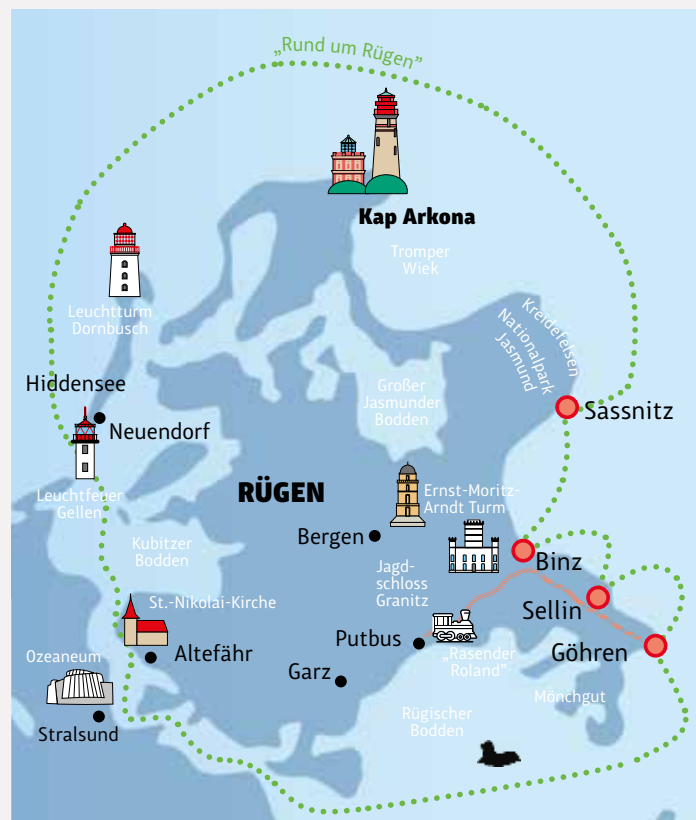 „Rund um Rügen”
Kap Arkona
Tromper
Wiek
Leuchtturm
Dornbusch
Kreidefelsen
Nationalpark
Jasmund
Hiddensee
Neuendorf
Großer
Jasmunder
Bodden
Sassnitz
Leuchtfeuer
Gellen
RÜGEN
Ernst-Moritz-
Arndt Turm
Bergen
Kubitzer
Bodden
Binz
Jagd-
schloss
Granitz
St.-Nikolai-Kirche
Sellin
Putbus
„Rasender
Roland”
Göhren
Ozeaneum
Altefähr
Garz
Mönchgut
Rügischer
Bodden
Stralsund